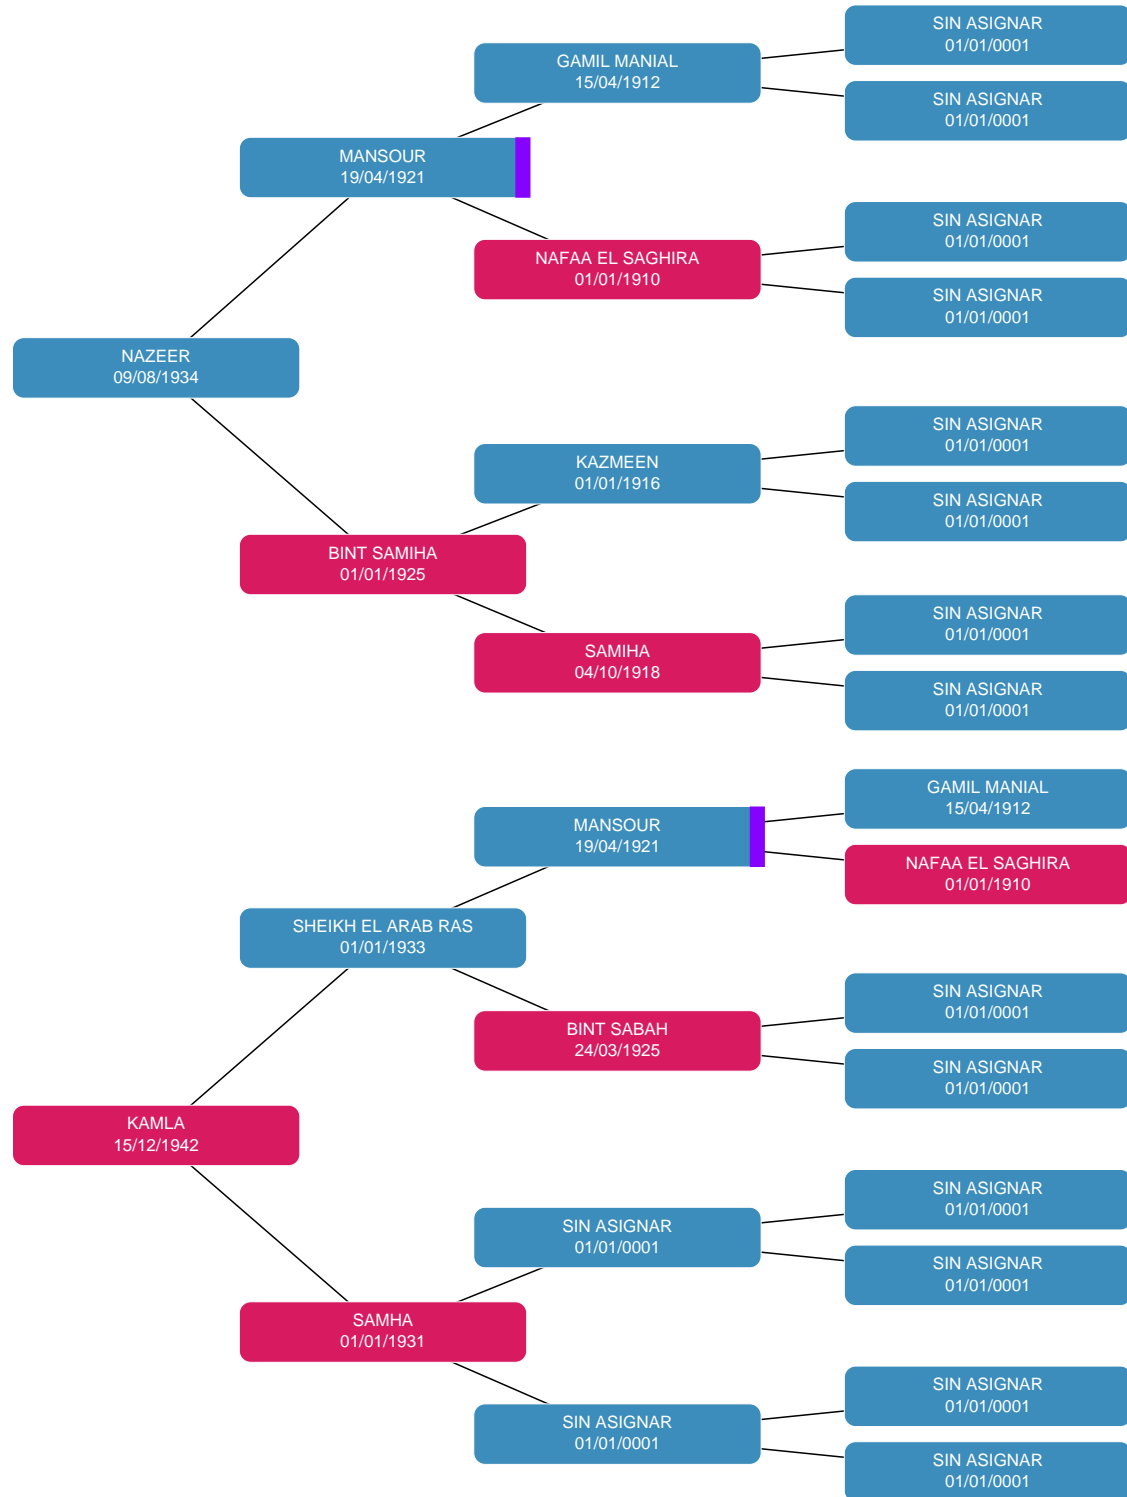 SIN ASIGNAR
01/01/0001
GAMIL MANIAL
15/04/1912
SIN ASIGNAR
01/01/0001
MANSOUR
19/04/1921
SIN ASIGNAR
01/01/0001
NAFAA EL SAGHIRA
01/01/1910
SIN ASIGNAR
01/01/0001
NAZEER
09/08/1934
SIN ASIGNAR
01/01/0001
KAZMEEN
01/01/1916
SIN ASIGNAR
01/01/0001
BINT SAMIHA
01/01/1925
SIN ASIGNAR
01/01/0001
SAMIHA
04/10/1918
SIN ASIGNAR
01/01/0001
GAMIL MANIAL
15/04/1912
MANSOUR
19/04/1921
NAFAA EL SAGHIRA
01/01/1910
SHEIKH EL ARAB RAS
01/01/1933
SIN ASIGNAR
01/01/0001
BINT SABAH
24/03/1925
SIN ASIGNAR
01/01/0001
KAMLA
15/12/1942
SIN ASIGNAR
01/01/0001
SIN ASIGNAR
01/01/0001
SIN ASIGNAR
01/01/0001
SAMHA
01/01/1931
SIN ASIGNAR
01/01/0001
SIN ASIGNAR
01/01/0001
SIN ASIGNAR
01/01/0001